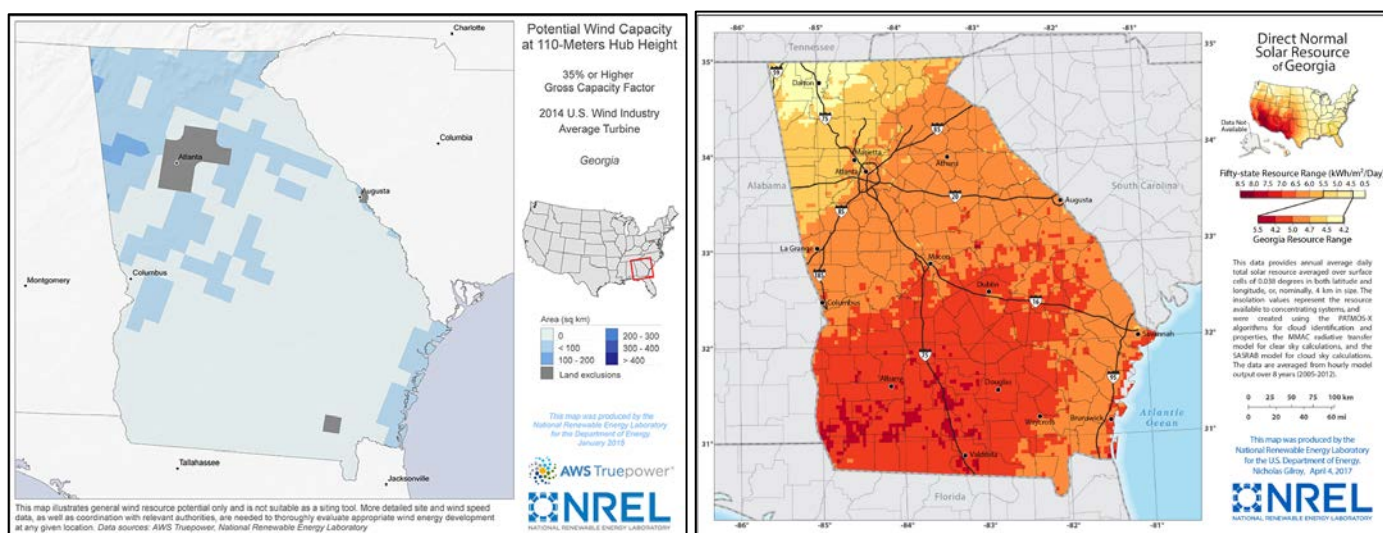 Potential Wind Capacity
at 110-Meters Hub Height
35% or Higher
Gross Capacity Factor
2014 U.S. Wind Industry
Average Turbine
Georgia
Charlotte
Columbia
Atlanta
Augusta
Columbus
Montgomery
Tallahassee
Jacksonville
Area (sq km)
0
< 100
100 - 200
200 - 300
300 - 400
> 400
Land exclusions
This map was produced by the
National Renewable Energy Laboratory
for the Department of Energy.
AWS Truepower
NREL
NATIONAL RENEWABLE ENERGY LABORATORY
This map illustrates general wind resource potential only and is not suitable as a siting tool. More detailed site and wind speed
data, as well as coordination with relevant authorities, are needed to thoroughly evaluate appropriate wind energy development
at any given location. Data sources: AWS Truepower, National Renewable Energy Laboratory
Direct Normal
Solar Resource
of Georgia
Data Not
Available
Fifty-state Resource Range (kWh/m²/Day)
8.5 8.0 7.5 7.0 6.5 6.0 5.5 5.0 4.5 0.5
Georgia Resource Range
This data provides annual average daily
total solar resource averaged over surface
cells of 0.038 degrees in both latitude and
longitude, or, nominally, 4 km in size. The
insolation values represent the resource
available to concentrating systems, and
were created using the PATMOS-X
algorithms for cloud identification and
properties, the MMAC radiative transfer
model for clear sky calculations, and the
SASRAB model for cloud sky calculations.
The data are averaged from hourly model
output over 8 years (2005-2012).
0 25 50 75 100 km
0 20 40 60 mi
This map was produced by the
National Renewable Energy Laboratory
for the U.S. Department of Energy.
Nicholas Gilroy, April 4, 2017
NREL
NATIONAL RENEWABLE ENERGY LABORATORY
-86° -85° -84° -83° -82° -81°
35°
34°
33°
32°
31°
Tennessee
Alabama
South Carolina
Florida
Atlantic
Ocean
Dalton
Marietta
Atlanta
Athens
Augusta
La Grange
Macon
Columbus
Dublin
Savannah
Albany
Douglas
Waycross
Brunswick
Valdosta